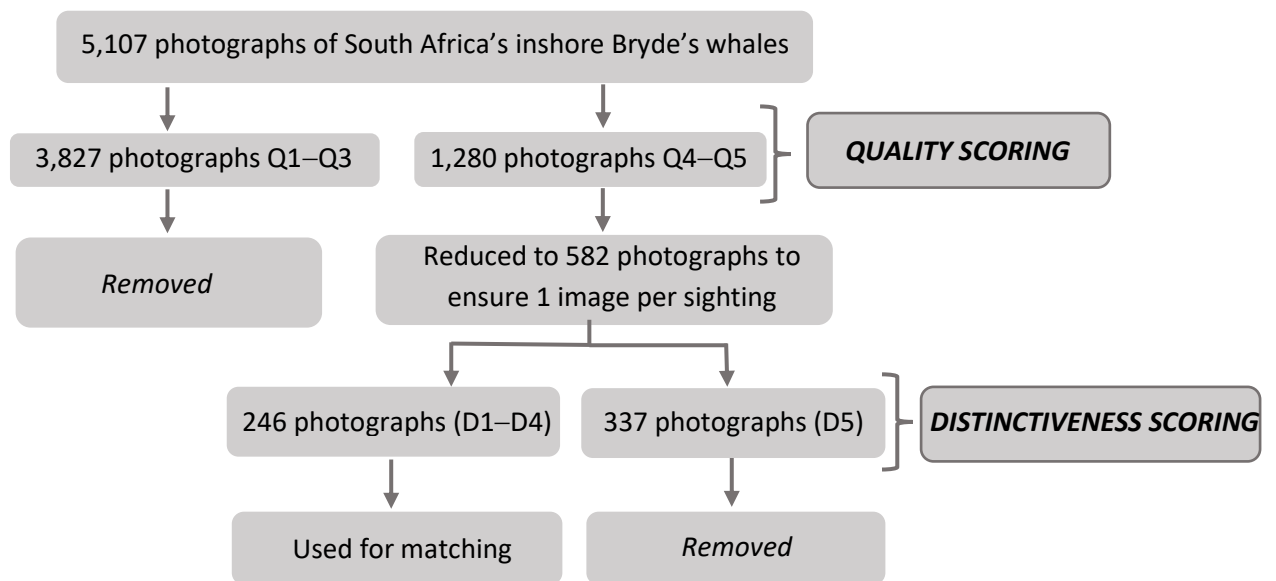 5,107 photographs of South Africa’s inshore Bryde’s whales
3,827 photographs Q1–Q3
1,280 photographs Q4–Q5
QUALITY SCORING
Removed
Reduced to 582 photographs to
ensure 1 image per sighting
246 photographs (D1–D4)
337 photographs (D5)
DISTINCTIVENESS SCORING
Used for matching
Removed